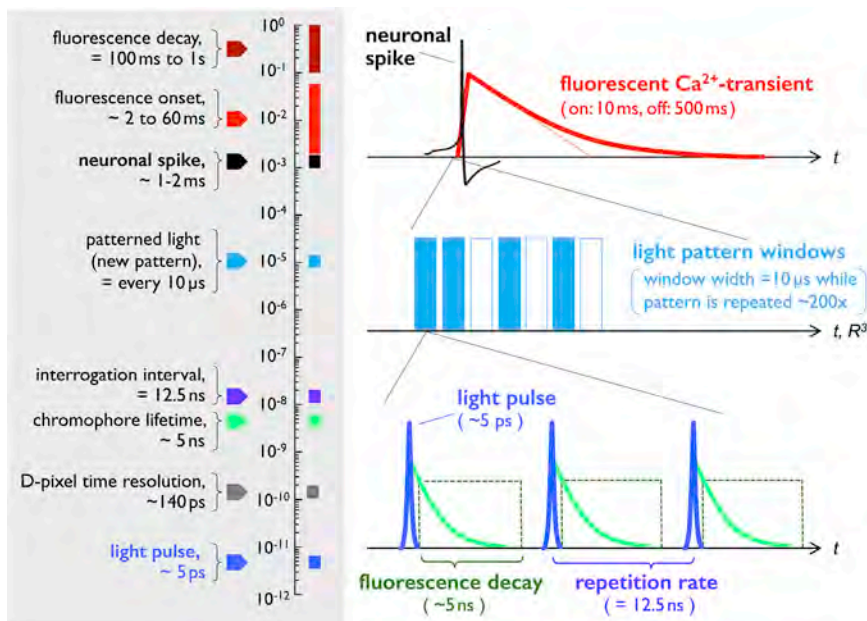 fluorescence decay,
= 100 ms to 1s
fluorescence onset,
~ 2 to 60 ms
neuronal spike,
~ 1-2 ms
patterned light
(new pattern),
= every 10 µs
interrogation interval,
= 12.5 ns
chromophore lifetime,
~ 5 ns
D-pixel time resolution,
~140 ps
light pulse,
~ 5 ps
10⁰
10⁻¹
10⁻²
10⁻³
10⁻⁴
10⁻⁵
10⁻⁶
10⁻⁷
10⁻⁸
10⁻⁹
10⁻¹⁰
10⁻¹¹
10⁻¹²
neuronal
spike
fluorescent Ca²⁺-transient
(on: 10 ms, off: 500 ms)
t
light pattern windows
window width =10 µs while
pattern is repeated ~200x
t, R³
light pulse
( ~5 ps )
t
fluorescence decay
( ~5 ns )
repetition rate
( = 12.5 ns )